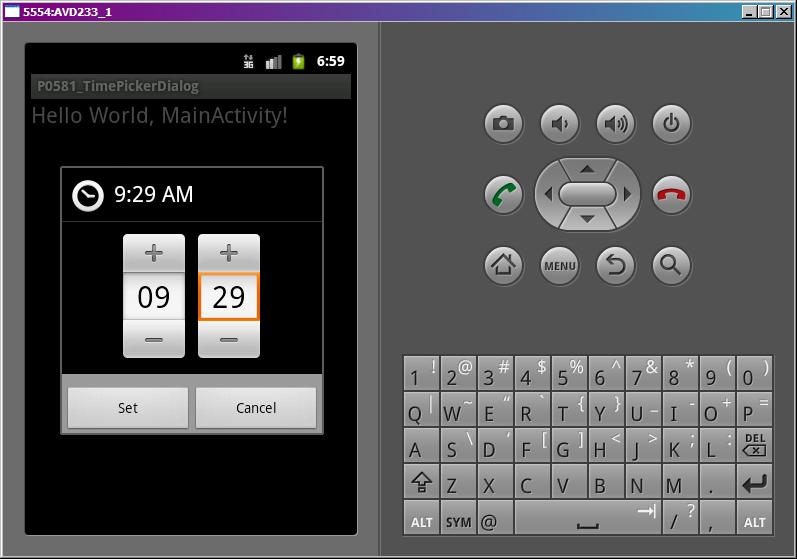 5554:AVD233_1
3G 6:59
P0581_TimePickerDialog
Hello World, MainActivity!
9:29 AM
+ +
09 29
− −
Set Cancel
MENU
1 ! 2 @ 3 # 4 $ 5 % 6 ^ 7 & 8 * 9 ( 0 )
Q | W ~ E “ R ` T { Y } U _ I - O + P =
A S \ D ‘ F [ G ] H < J > K ; L : DEL
Z X C V B N M .
ALT SYM @ / ? , ALT